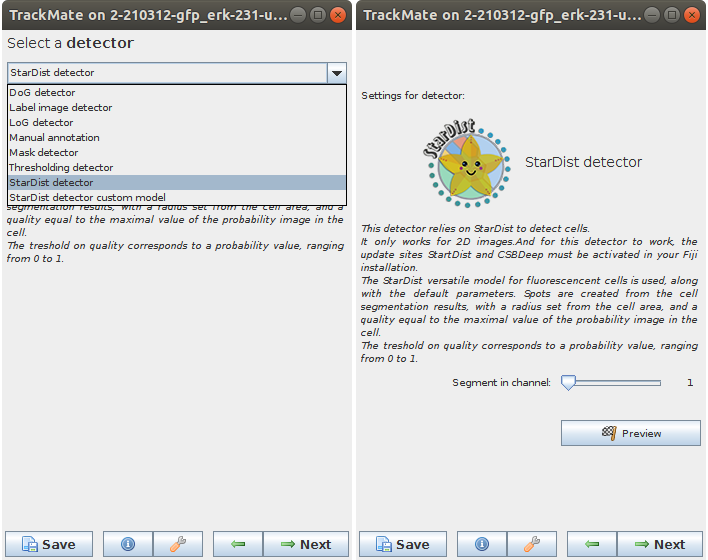 TrackMate on 2-210312-gfp_erk-231-u...
Select a detector
StarDist detector
DoG detector
Label image detector
LoG detector
Manual annotation
Mask detector
Thresholding detector
StarDist detector
StarDist detector custom model
segmentation results, with a radius set from the cell area, and a
quality equal to the maximal value of the probability image in the
cell.
The treshold on quality corresponds to a probability value, ranging
from 0 to 1.
Save
Next
TrackMate on 2-210312-gfp_erk-231-u...
Settings for detector:
StarDist
StarDist detector
This detector relies on StarDist to detect cells.
It only works for 2D images.And for this detector to work, the
update sites StartDist and CSBDeep must be activated in your Fiji
installation.
The StarDist versatile model for fluorescencent cells is used, along
with the default parameters. Spots are created from the cell
segmentation results, with a radius set from the cell area, and a
quality equal to the maximal value of the probability image in the
cell.
The treshold on quality corresponds to a probability value, ranging
from 0 to 1.
Segment in channel: 1
Preview
Save
Next